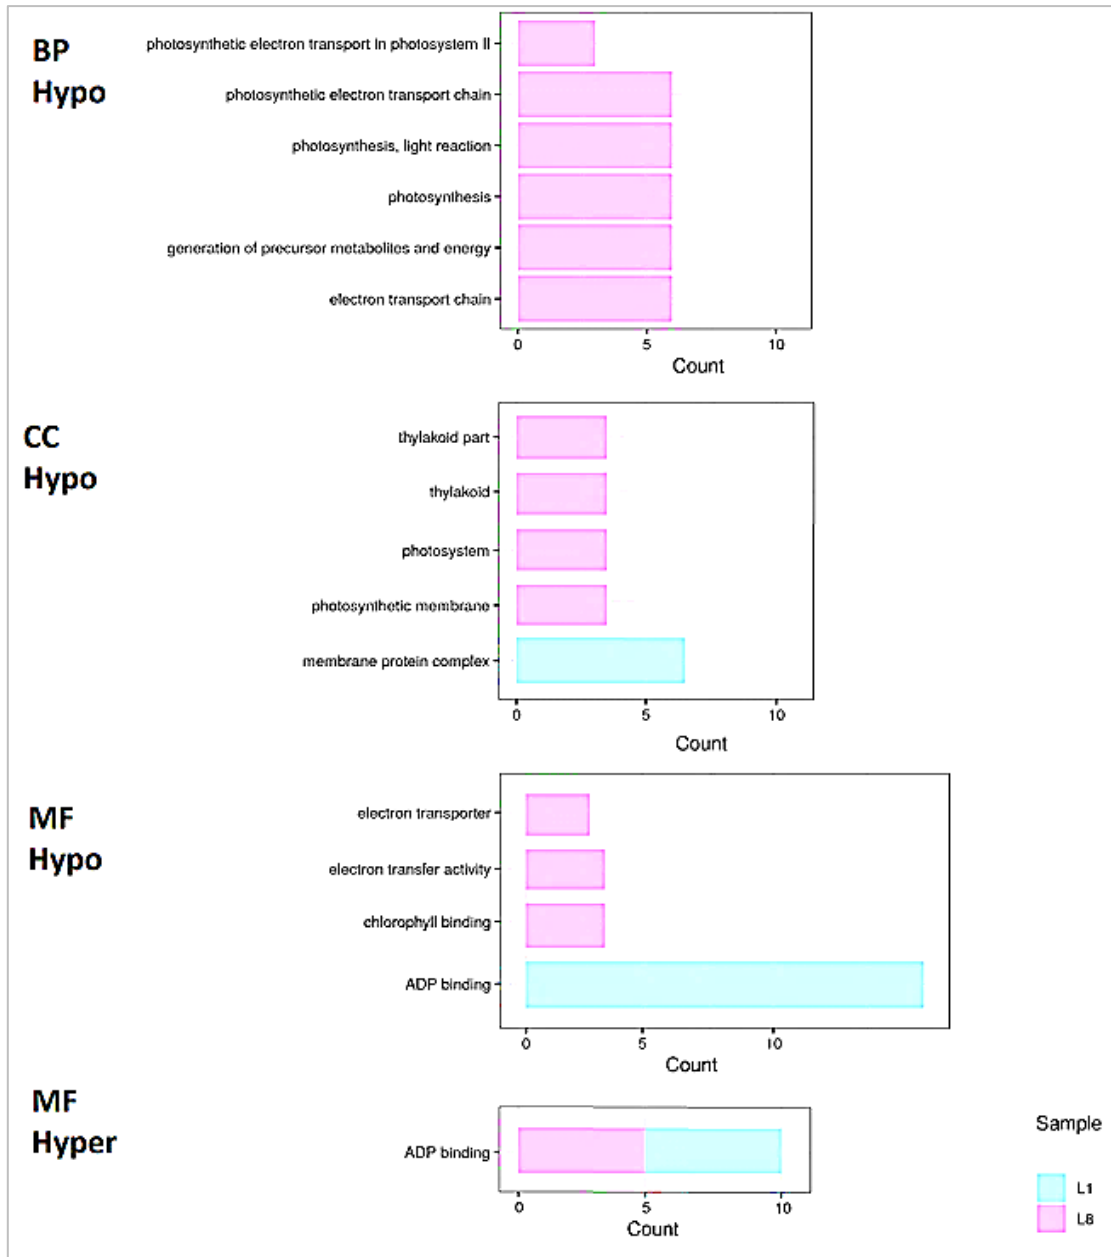 BP
Hypo
photosynthetic electron transport in photosystem II
photosynthetic electron transport chain
photosynthesis, light reaction
photosynthesis
generation of precursor metabolites and energy
electron transport chain
0 5 10
Count
CC
Hypo
thylakoid part
thylakoid
photosystem
photosynthetic membrane
membrane protein complex
0 5 10
Count
MF
Hypo
electron transporter
electron transfer activity
chlorophyll binding
ADP binding
0 5 10
Count
MF
Hyper
ADP binding
0 5 10
Count
Sample
L1
L8